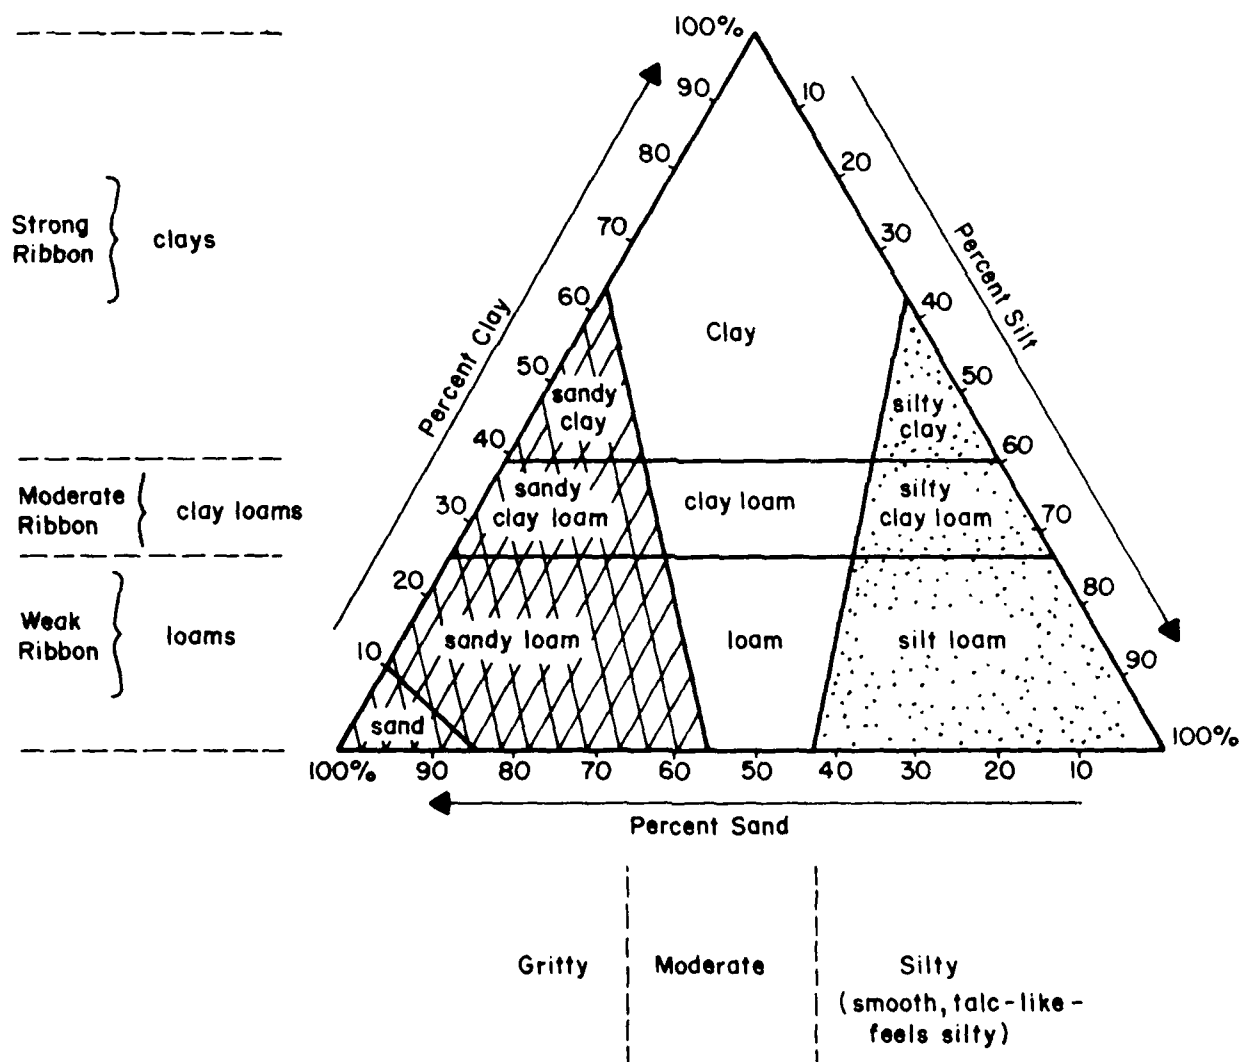 100%
90
10
80
20
Strong
Ribbon
clays
70
30
Percent Clay
Percent Silt
60
40
Clay
50
50
sandy
clay
silty
clay
40
60
Moderate
Ribbon
clay loams
30
sandy
clay loam
clay loam
silty
clay loam
70
20
80
Weak
Ribbon
loams
sandy loam
loam
silt loam
10
90
sand
100%
100%
90
80
70
60
50
40
30
20
10
Percent Sand
Gritty
Moderate
Silty
(smooth, talc-like-
feels silty)